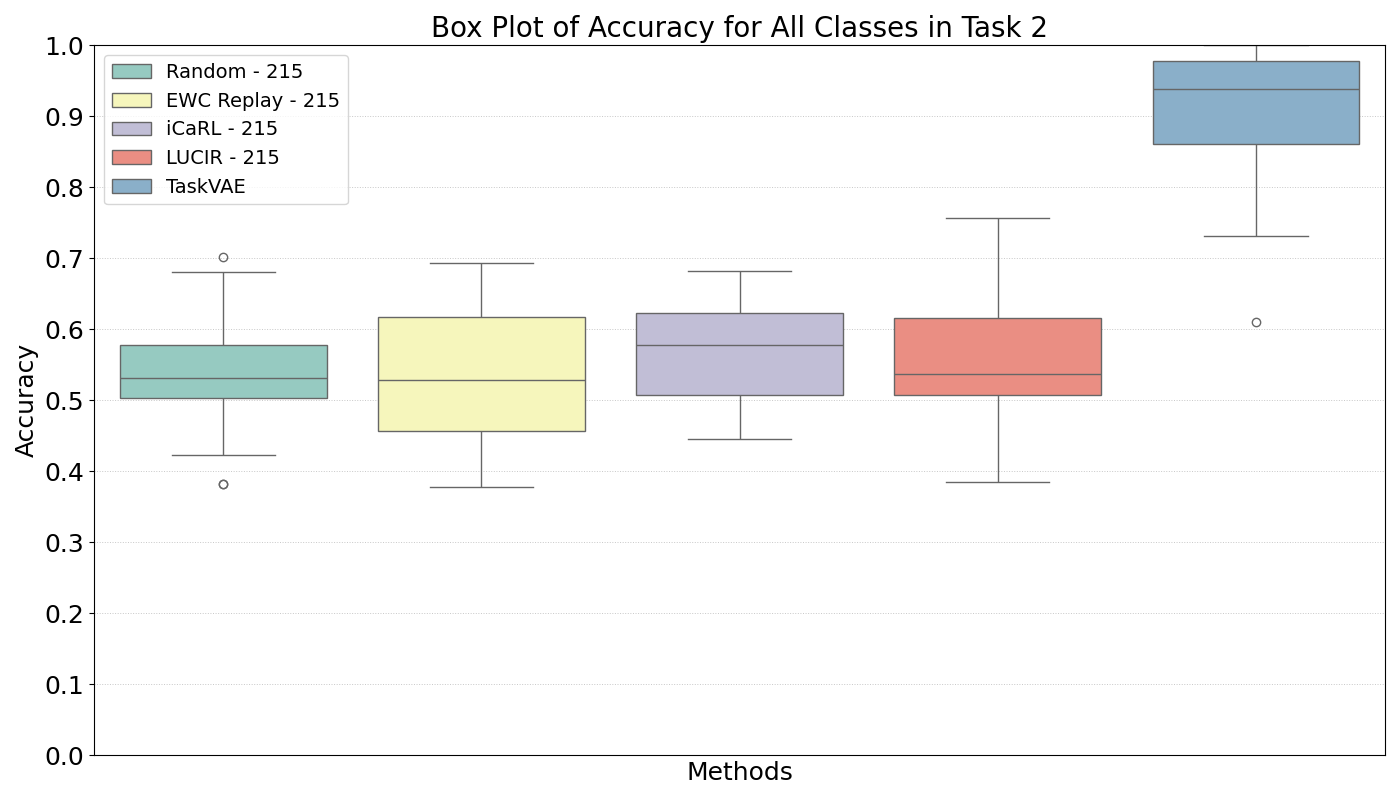 Box Plot of Accuracy for All Classes in Task 2
1.0
0.9
0.8
0.7
0.6
0.5
0.4
0.3
0.2
0.1
0.0
Accuracy
Random - 215
EWC Replay - 215
iCaRL - 215
LUCIR - 215
TaskVAE
Methods